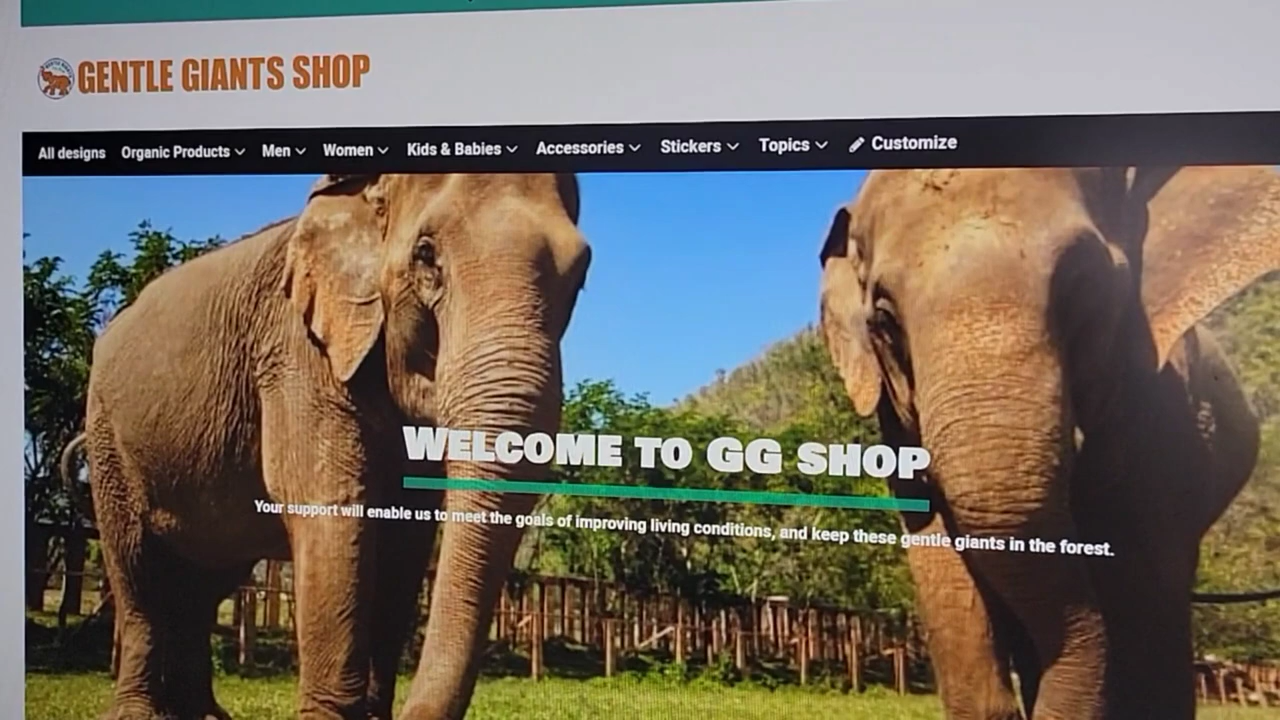 GENTLE GIANTS SHOP
All designs Organic Products Men Women Kids & Babies Accessories Stickers Topics Customize
WELCOME TO GG SHOP
Your support will enable us to meet the goals of improving living conditions, and keep these gentle giants in the forest.